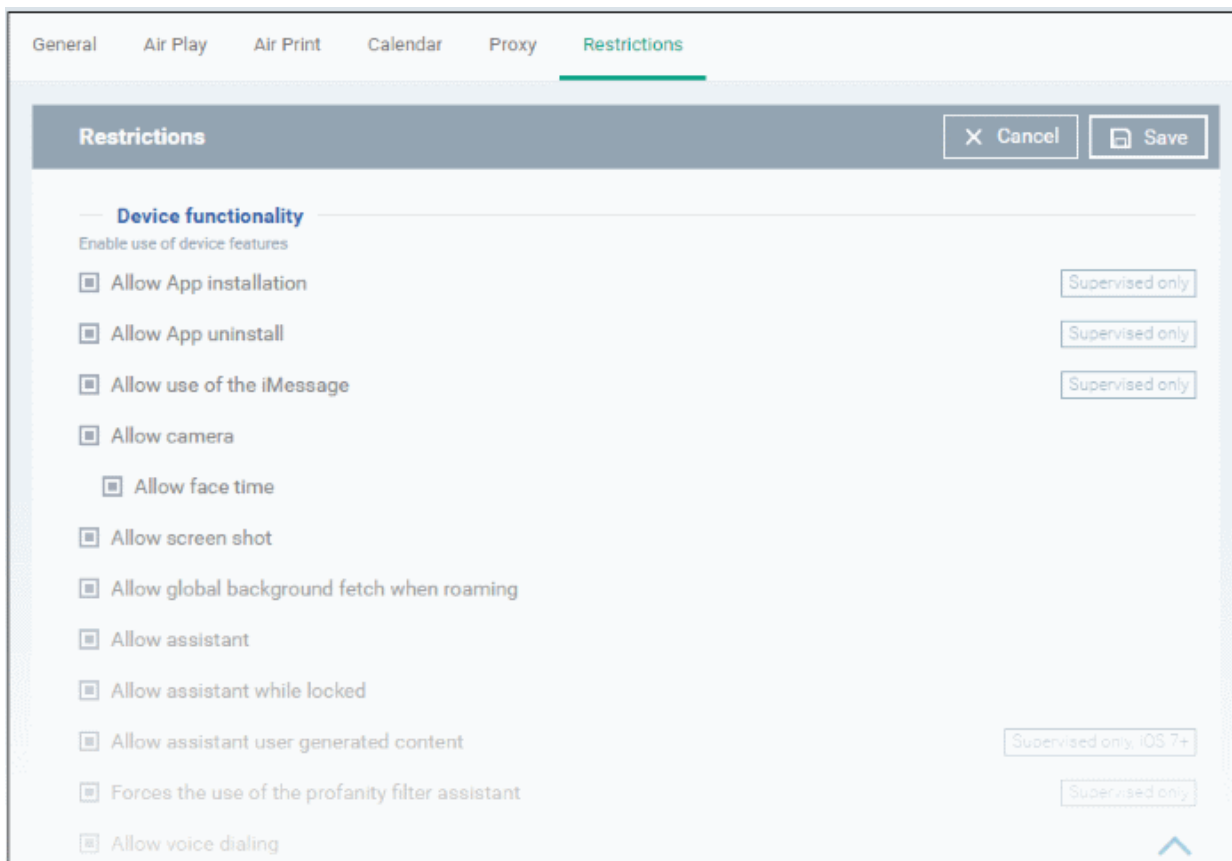 General Air Play Air Print Calendar Proxy Restrictions
Restrictions Cancel Save
Device functionality
Enable use of device features
Allow App installation Supervised only
Allow App uninstall Supervised only
Allow use of the iMessage Supervised only
Allow camera
Allow face time
Allow screen shot
Allow global background fetch when roaming
Allow assistant
Allow assistant while locked
Allow assistant user generated content Supervised only, iOS 7+
Forces the use of the profanity filter assistant Supervised only
Allow voice dialing